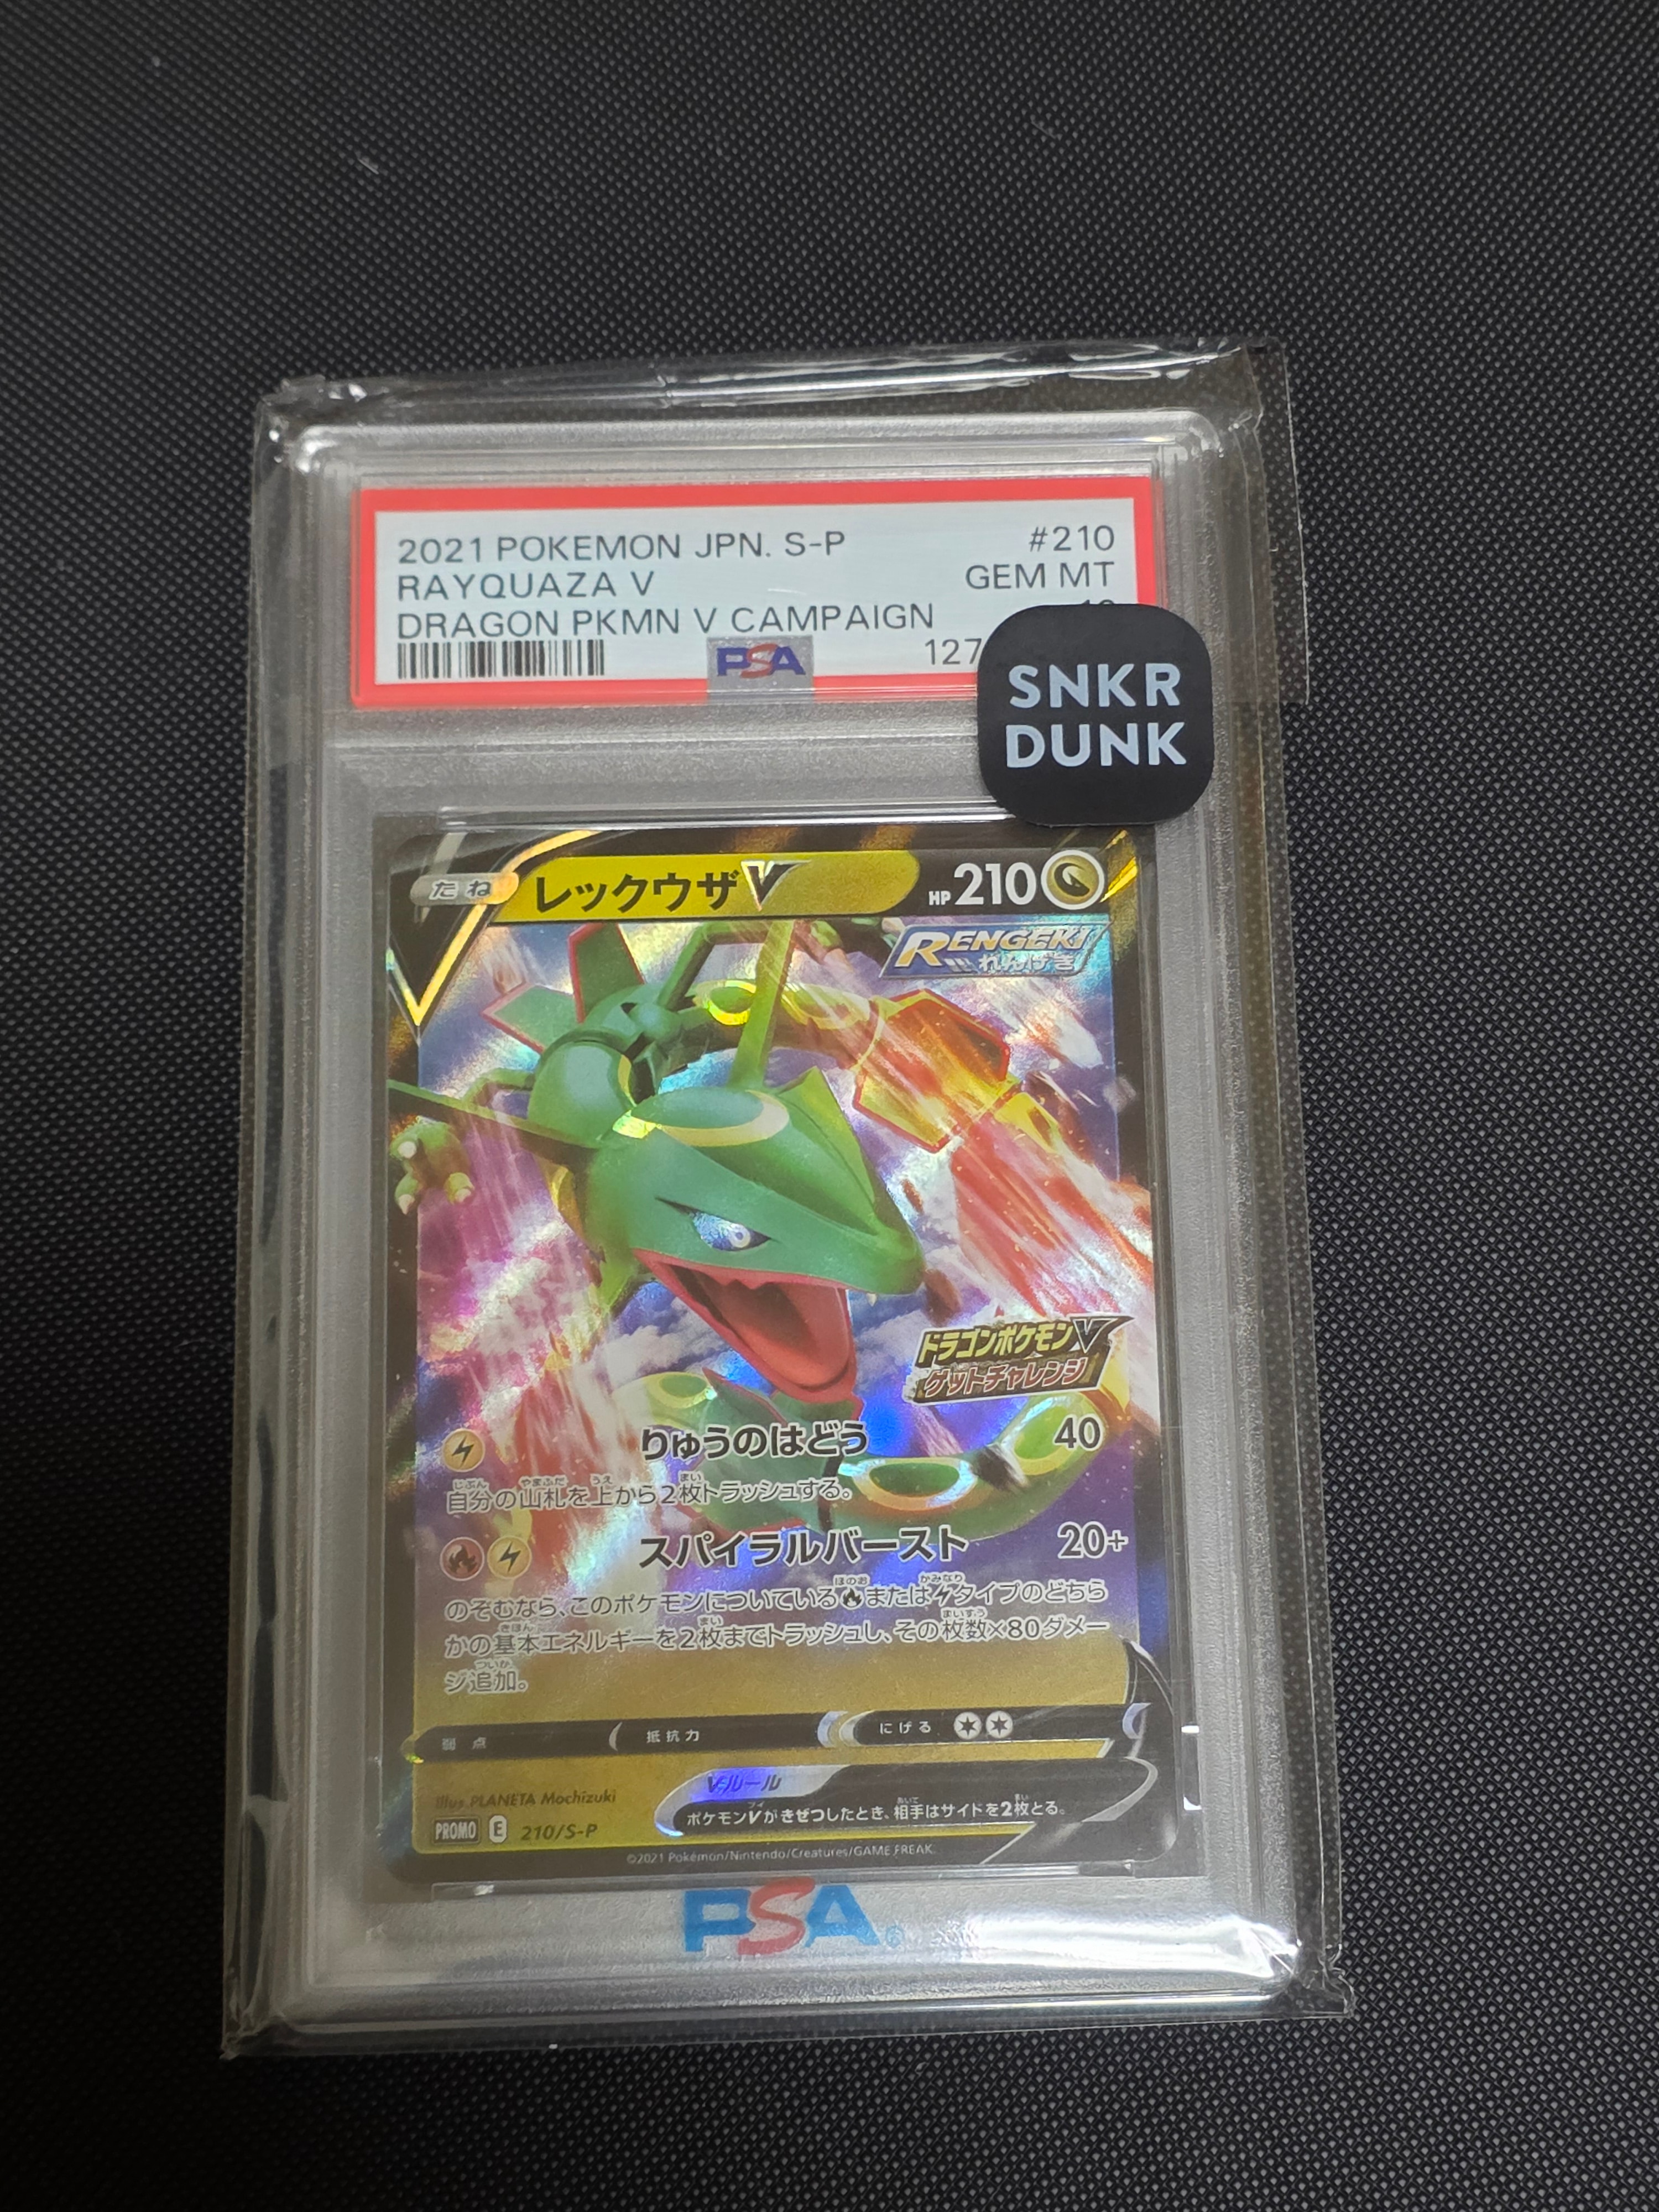 2021 POKEMON JPN. S-P #210
RAYQUAZA V GEM MT
DRAGON PKMN V CAMPAIGN
PSA 127
SNKR
DUNK
たね レックウザV HP210
RENGEKI
れんげき
ドラゴンポケモンV
ゲットチャレンジ
りゅうのはどう 40
自分の山札を上から2枚トラッシュする。
スパイラルバースト 20+
のぞむなら、このポケモンについているまたはタイプのどちら
かの基本エネルギーを2枚までトラッシュし、その枚数×80ダメー
ジ追加。
弱点 抵抗力 にげる
Vルール
ポケモンVがきぜつしたとき、相手はサイドを2枚とる。
Illus. PLANETA Mochizuki
PROMO E 210/S-P
©2021 Pokémon/Nintendo/Creatures/GAME FREAK.
PSA®